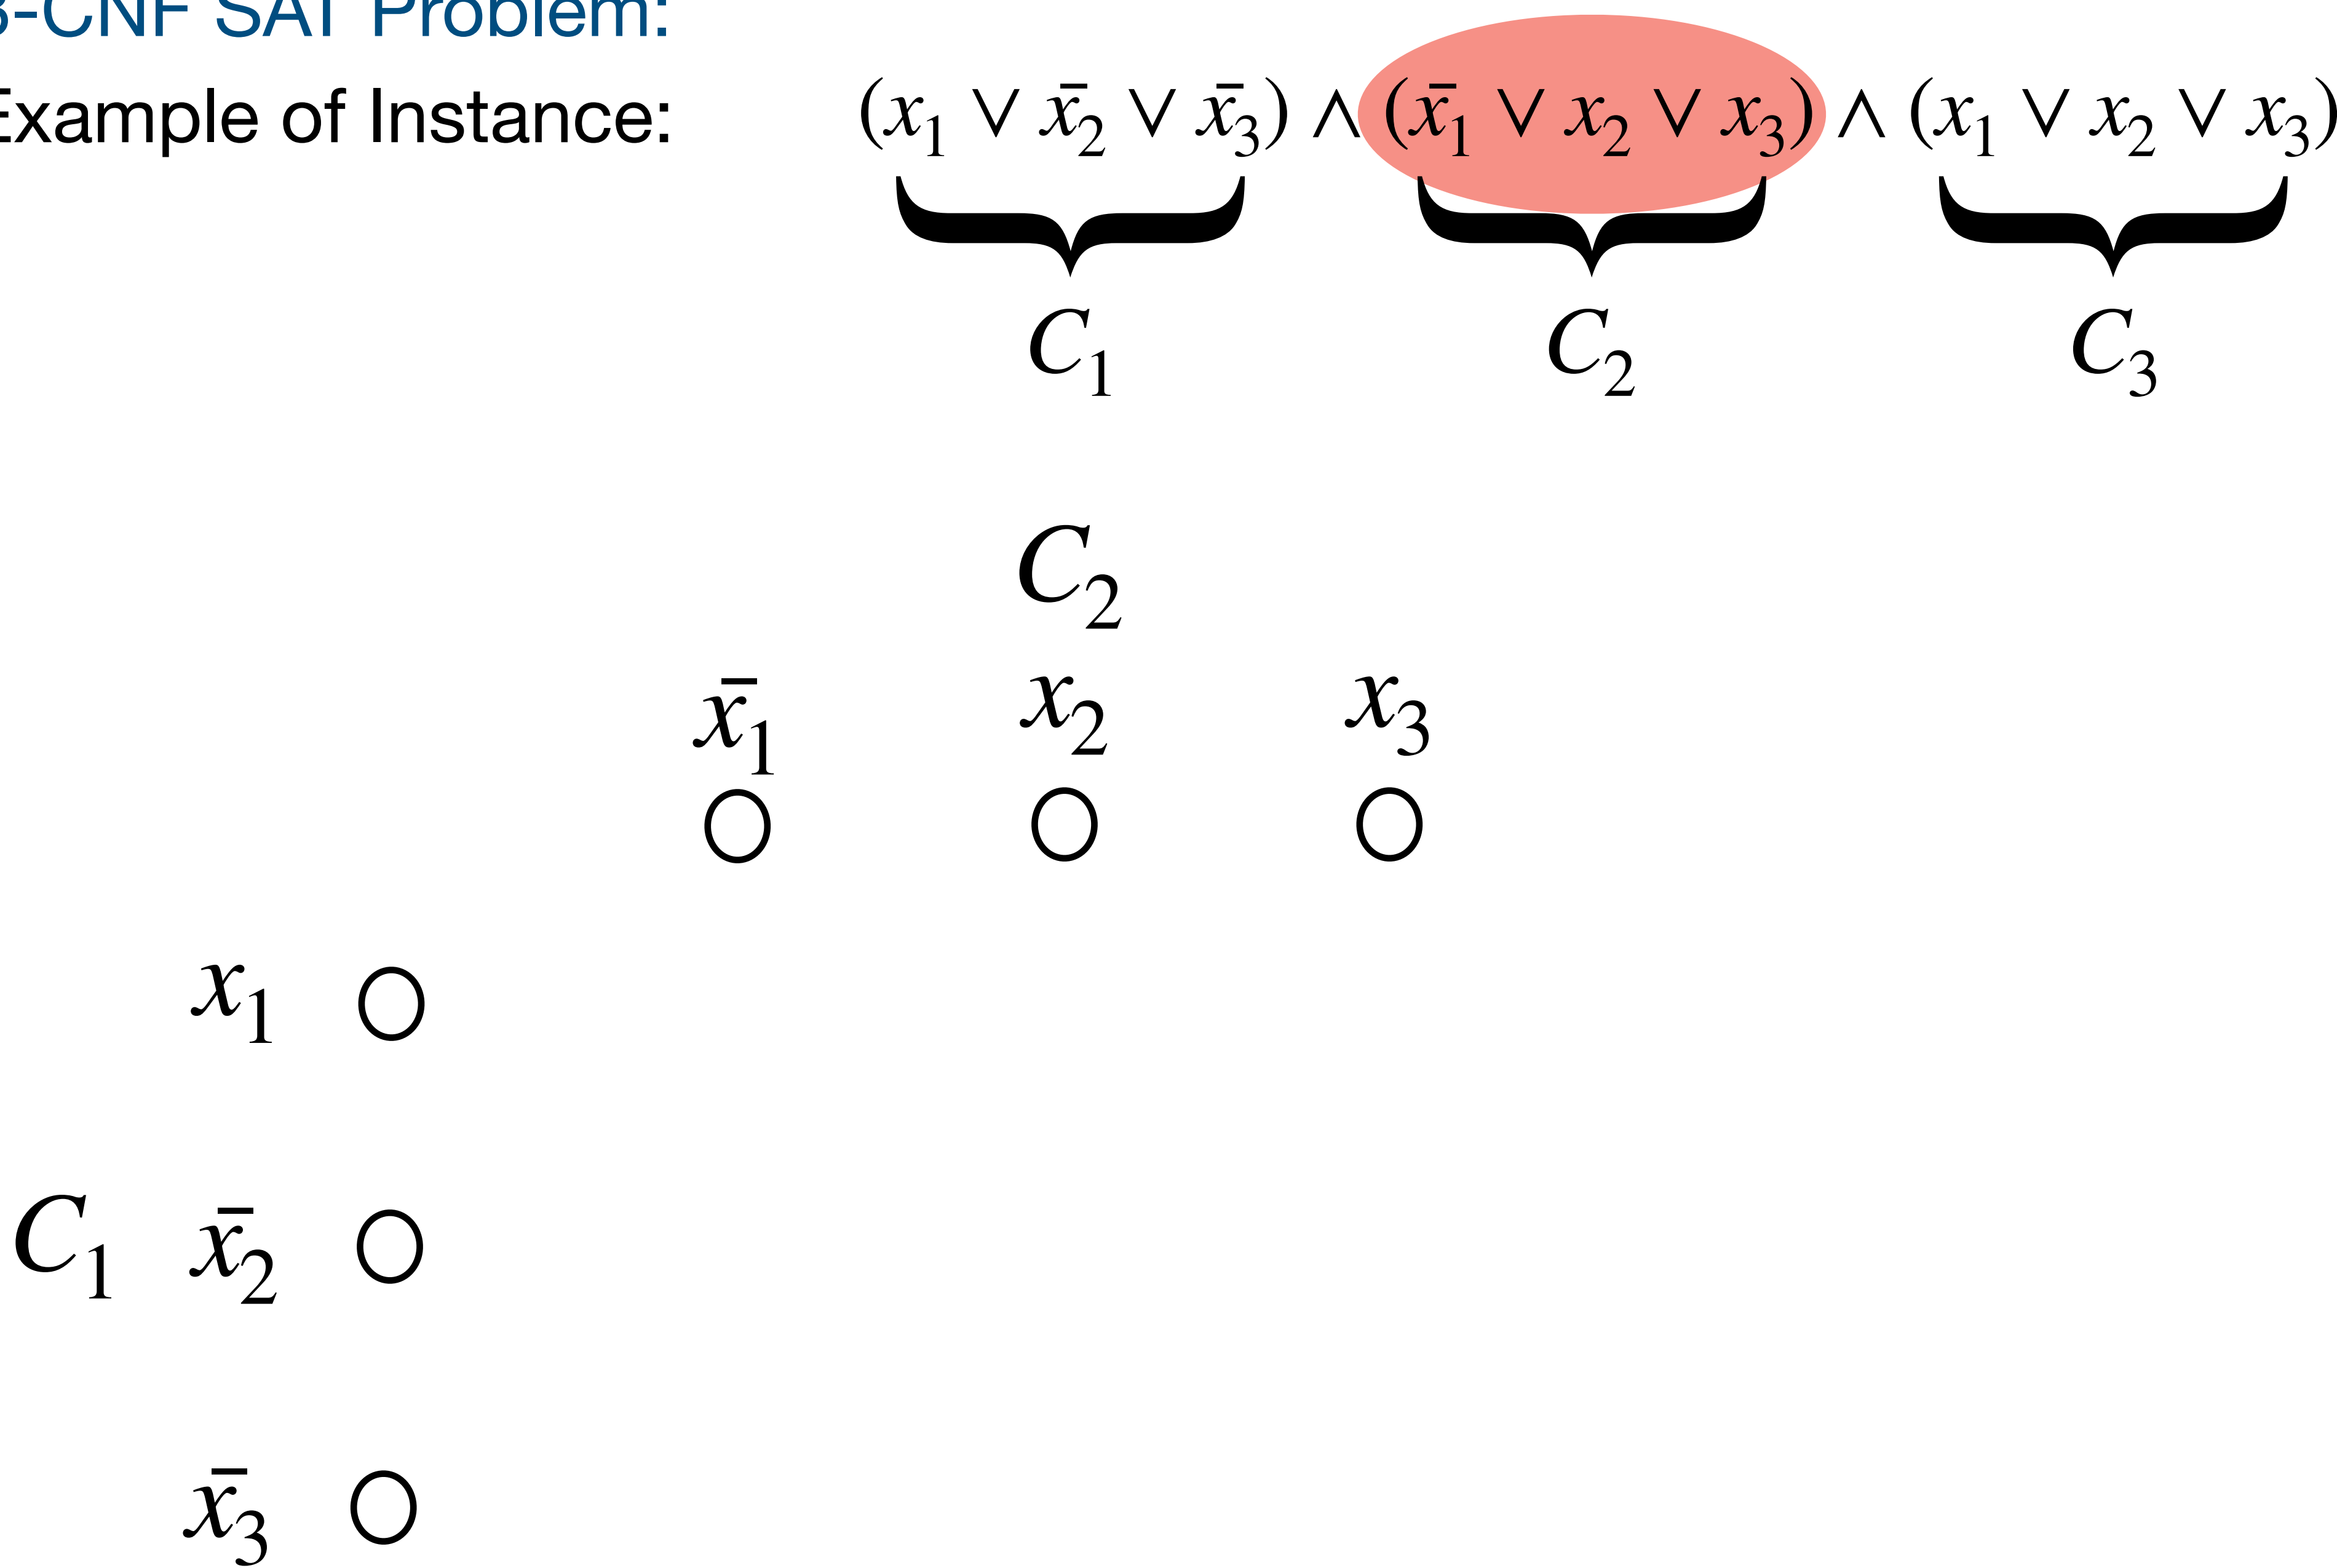 -CNF SAT Problem:
Example of Instance: (x₁ ∨ x̄₂ ∨ x̄₃) ∧ (x̄₁ ∨ x₂ ∨ x₃) ∧ (x₁ ∨ x₂ ∨ x₃)
C₁ C₂ C₃
C₂
x̄₁ x₂ x₃
x₁
C₁ x̄₂
x̄₃